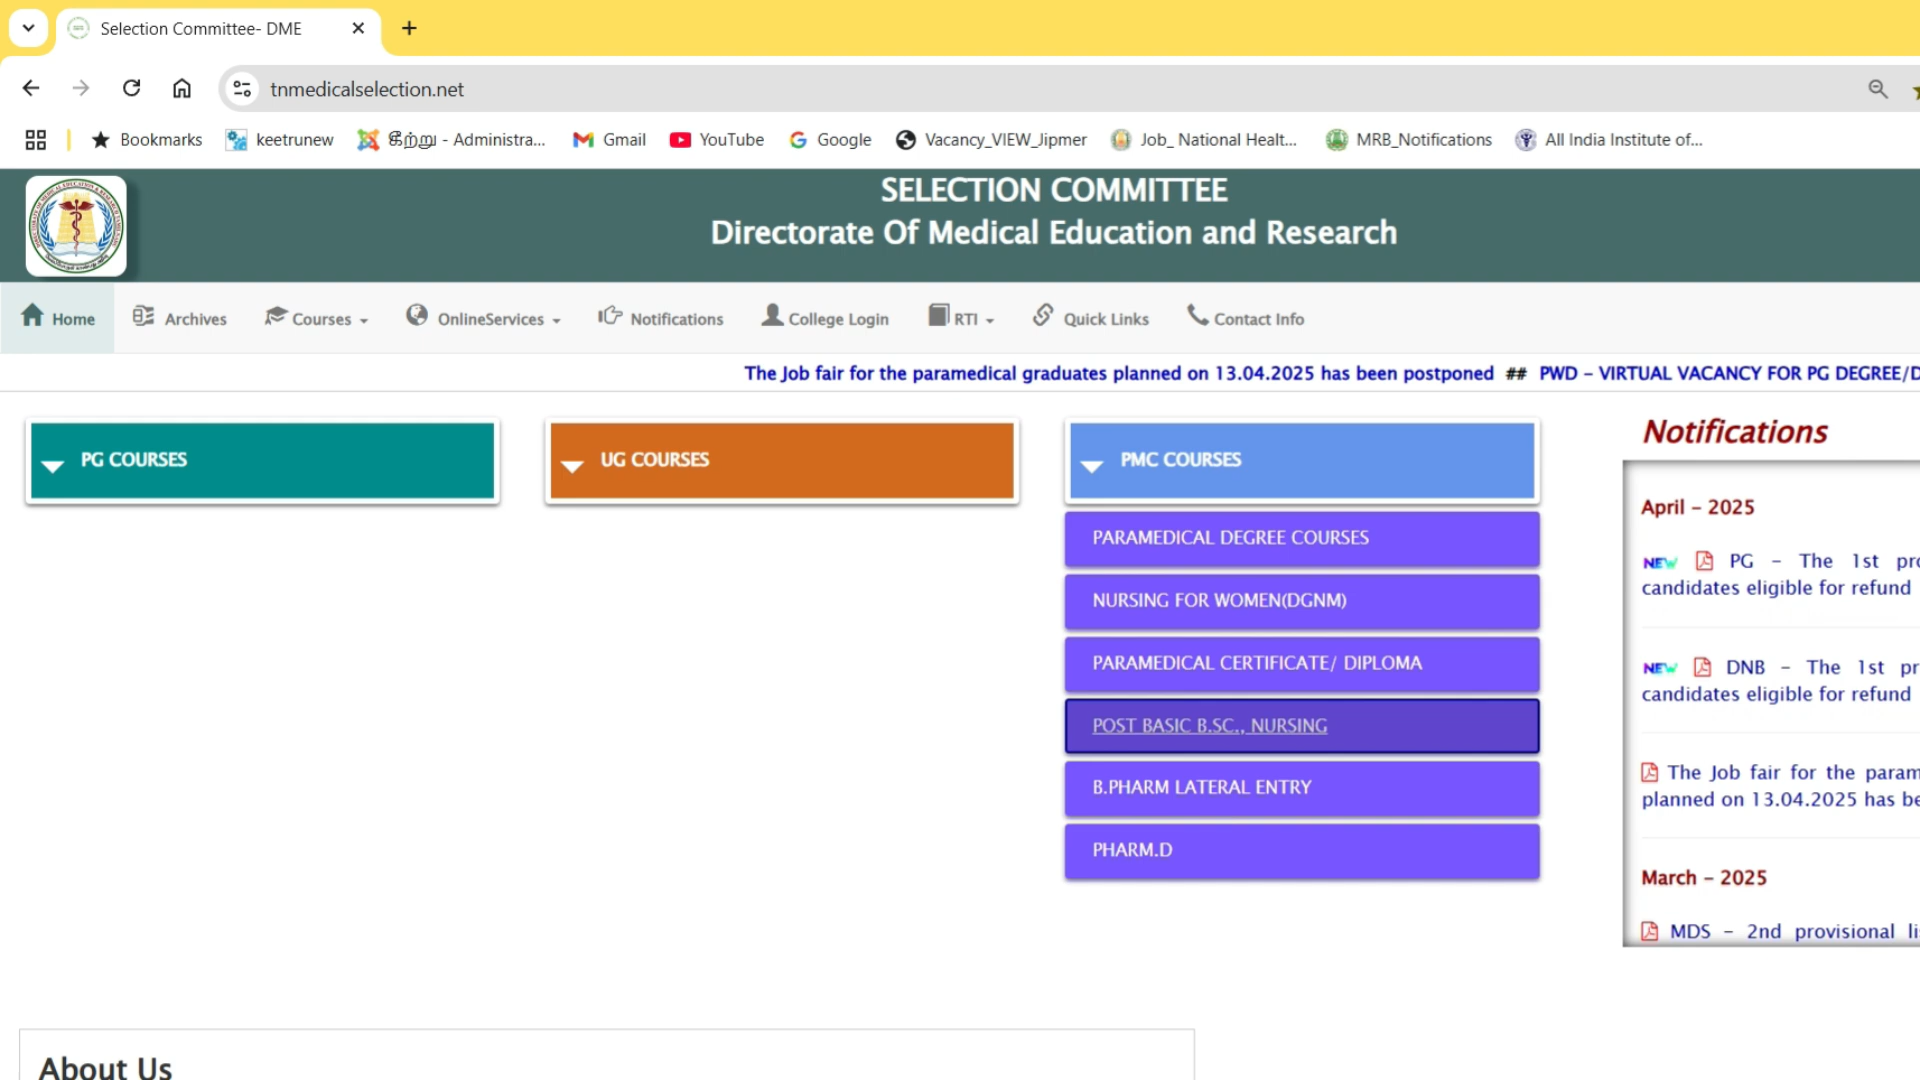 Selection Committee- DME
tnmedicalselection.net
Bookmarks keetrunew கீற்று - Administra... Gmail YouTube Google Vacancy_VIEW_Jipmer Job_ National Healt... MRB_Notifications All India Institute of...
SELECTION COMMITTEE
Directorate Of Medical Education and Research
Home Archives Courses OnlineServices Notifications College Login RTI Quick Links Contact Info
The Job fair for the paramedical graduates planned on 13.04.2025 has been postponed ## PWD - VIRTUAL VACANCY FOR PG DEGREE/D
PG COURSES
UG COURSES
PMC COURSES
PARAMEDICAL DEGREE COURSES
NURSING FOR WOMEN(DGNM)
PARAMEDICAL CERTIFICATE/ DIPLOMA
POST BASIC B.SC., NURSING
B.PHARM LATERAL ENTRY
PHARM.D
Notifications
April - 2025
NEW PG - The 1st pro
candidates eligible for refund
NEW DNB - The 1st pr
candidates eligible for refund
The Job fair for the param
planned on 13.04.2025 has be
March - 2025
MDS - 2nd provisional li
About Us